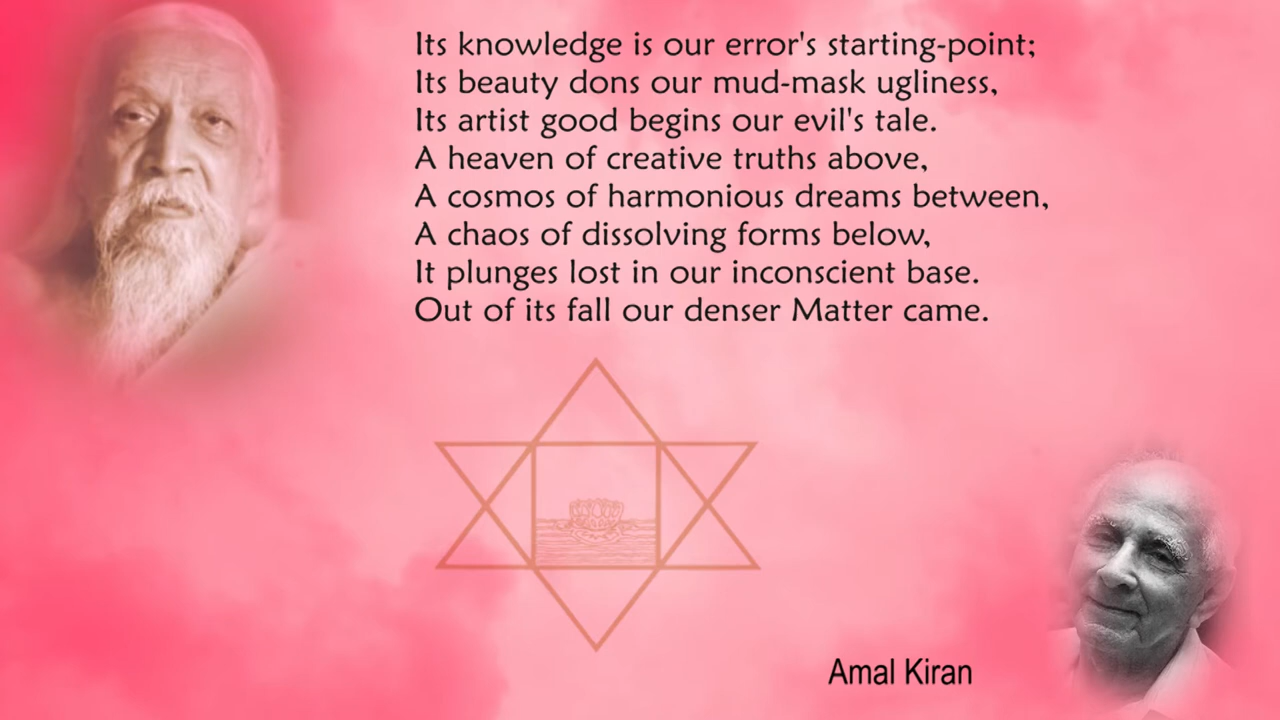 Its knowledge is our error's starting-point;
Its beauty dons our mud-mask ugliness,
Its artist good begins our evil's tale.
A heaven of creative truths above,
A cosmos of harmonious dreams between,
A chaos of dissolving forms below,
It plunges lost in our inconscient base.
Out of its fall our denser Matter came.
Amal Kiran